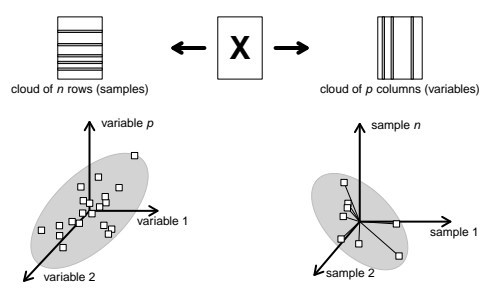 X
cloud of n rows (samples)
cloud of p columns (variables)
variable p
variable 1
variable 2
sample n
sample 1
sample 2